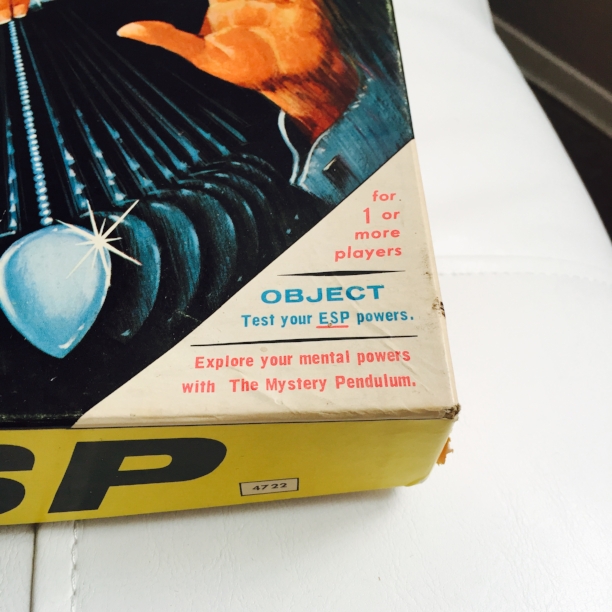 for
1 or
more
players
OBJECT
Test your ESP powers.
Explore your mental powers
with The Mystery Pendulum.
SP
4722